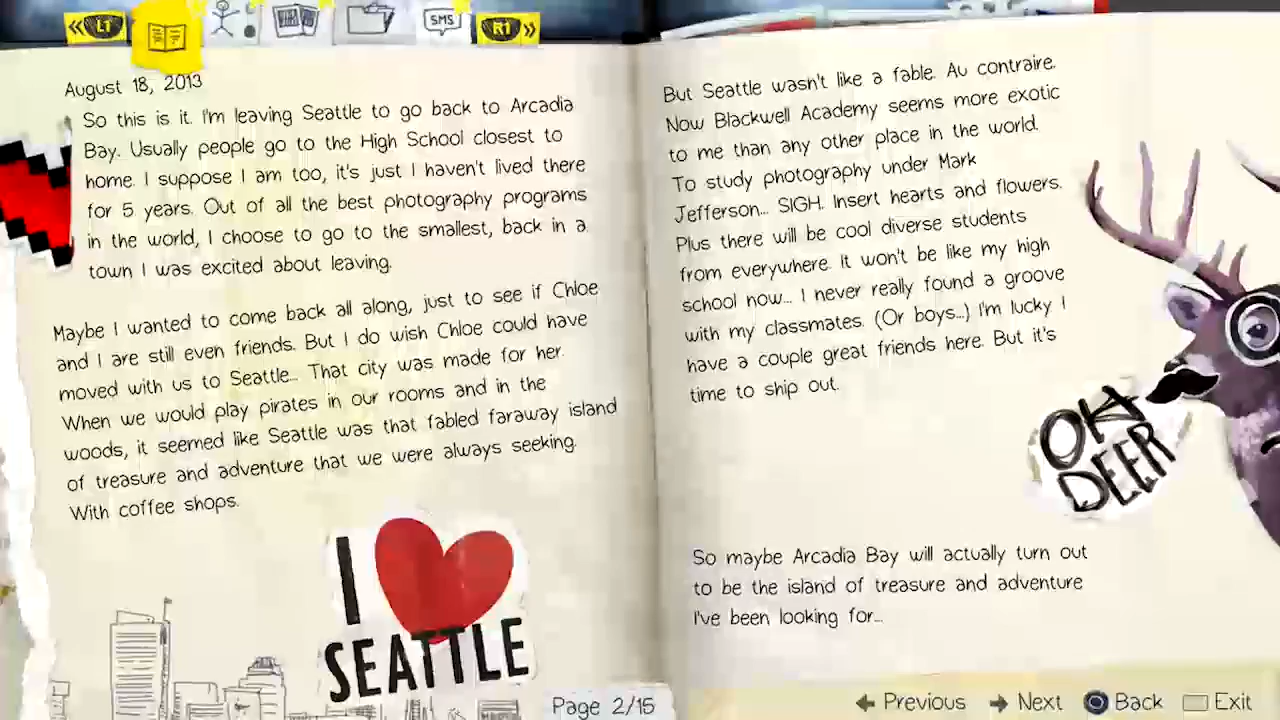 L1
SMS
R1
August 18, 2013
So this is it. I'm leaving Seattle to go back to Arcadia
Bay. Usually people go to the High School closest to
home. I suppose I am too, it's just I haven't lived there
for 5 years. Out of all the best photography programs
in the world, I choose to go to the smallest, back in a
town I was excited about leaving.
Maybe I wanted to come back all along, just to see if Chloe
and I are still even friends. But I do wish Chloe could have
moved with us to Seattle... That city was made for her.
When we would play pirates in our rooms and in the
woods, it seemed like Seattle was that fabled faraway island
of treasure and adventure that we were always seeking.
With coffee shops.
I
SEATTLE
But Seattle wasn't like a fable. Au contraire.
Now Blackwell Academy seems more exotic
to me than any other place in the world.
To study photography under Mark
Jefferson... SIGH. Insert hearts and flowers.
Plus there will be cool diverse students
from everywhere. It won't be like my high
school now... I never really found a groove
with my classmates. (Or boys...) I'm lucky I
have a couple great friends here. But it's
time to ship out.
OH
DEER
So maybe Arcadia Bay will actually turn out
to be the island of treasure and adventure
I've been looking for...
Page 2/15
Previous
Next
Back
Exit